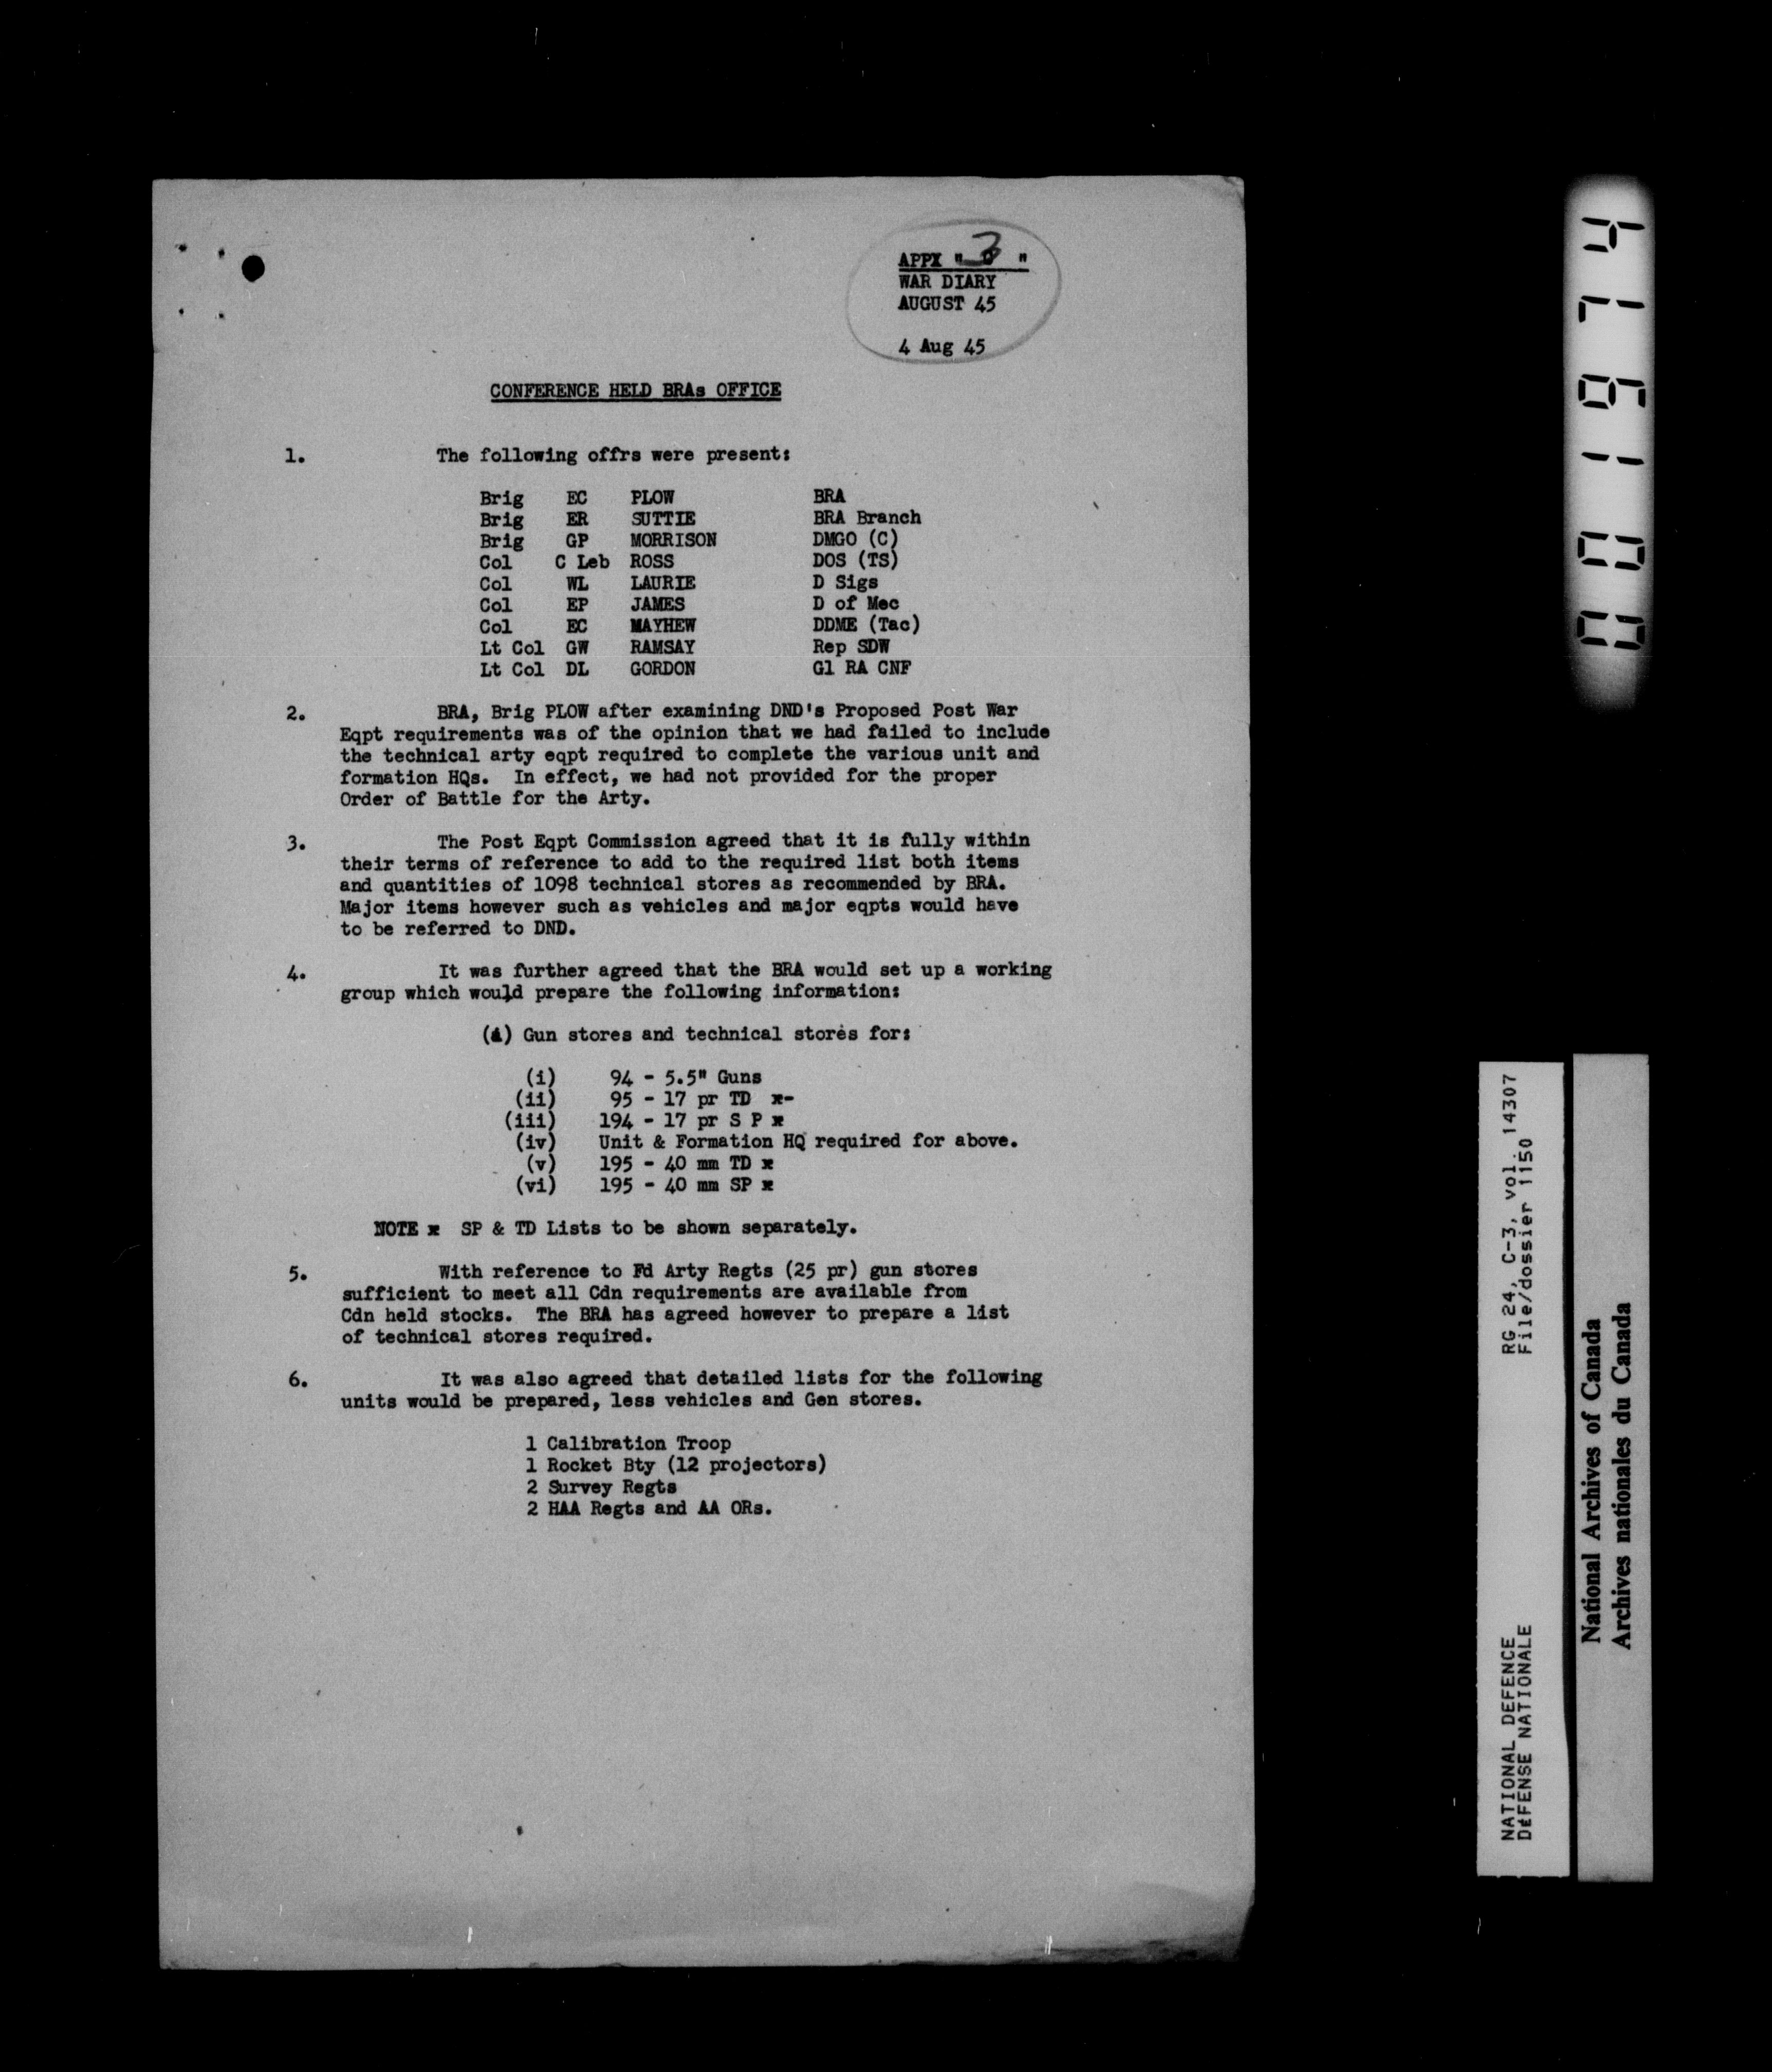 APPX " 3 "
WAR DIARY
AUGUST 45
4 Aug 45
CONFERENCE HELD BRAs OFFICE
1. The following offrs were present:
Brig EC PLOW BRA
Brig ER SUTTIE BRA Branch
Brig GP MORRISON DMGO (C)
Col C Leb ROSS DOS (TS)
Col WL LAURIE D Sigs
Col EP JAMES D of Mec
Col EC MAYHEW DDME (Tac)
Lt Col GW RAMSAY Rep SDW
Lt Col DL GORDON G1 RA CNF
2. BRA, Brig PLOW after examining DND's Proposed Post War
Eqpt requirements was of the opinion that we had failed to include
the technical arty eqpt required to complete the various unit and
formation HQs. In effect, we had not provided for the proper
Order of Battle for the Arty.
3. The Post Eqpt Commission agreed that it is fully within
their terms of reference to add to the required list both items
and quantities of 1098 technical stores as recommended by BRA.
Major items however such as vehicles and major eqpts would have
to be referred to DND.
4. It was further agreed that the BRA would set up a working
group which would prepare the following information:
Gun stores and technical stores for:
(i) 94 - 5.5" Guns
(ii) 95 - 17 pr TD x-
(iii) 194 - 17 pr S P x
(iv) Unit & Formation HQ required for above.
(v) 195 - 40 mm TD x
(vi) 195 - 40 mm SP x
NOTE x SP & TD Lists to be shown separately.
5. With reference to Fd Arty Regts (25 pr) gun stores
sufficient to meet all Cdn requirements are available from
Cdn held stocks. The BRA has agreed however to prepare a list
of technical stores required.
6. It was also agreed that detailed lists for the following
units would be prepared, less vehicles and Gen stores.
1 Calibration Troop
1 Rocket Bty (12 projectors)
2 Survey Regts
2 HAA Regts and AA ORs.
NATIONAL DEFENCE RG 24, C-3, vol. 14307
DéFENSE NATIONALE File/dossier 1150
National Archives of Canada
Archives nationales du Canada